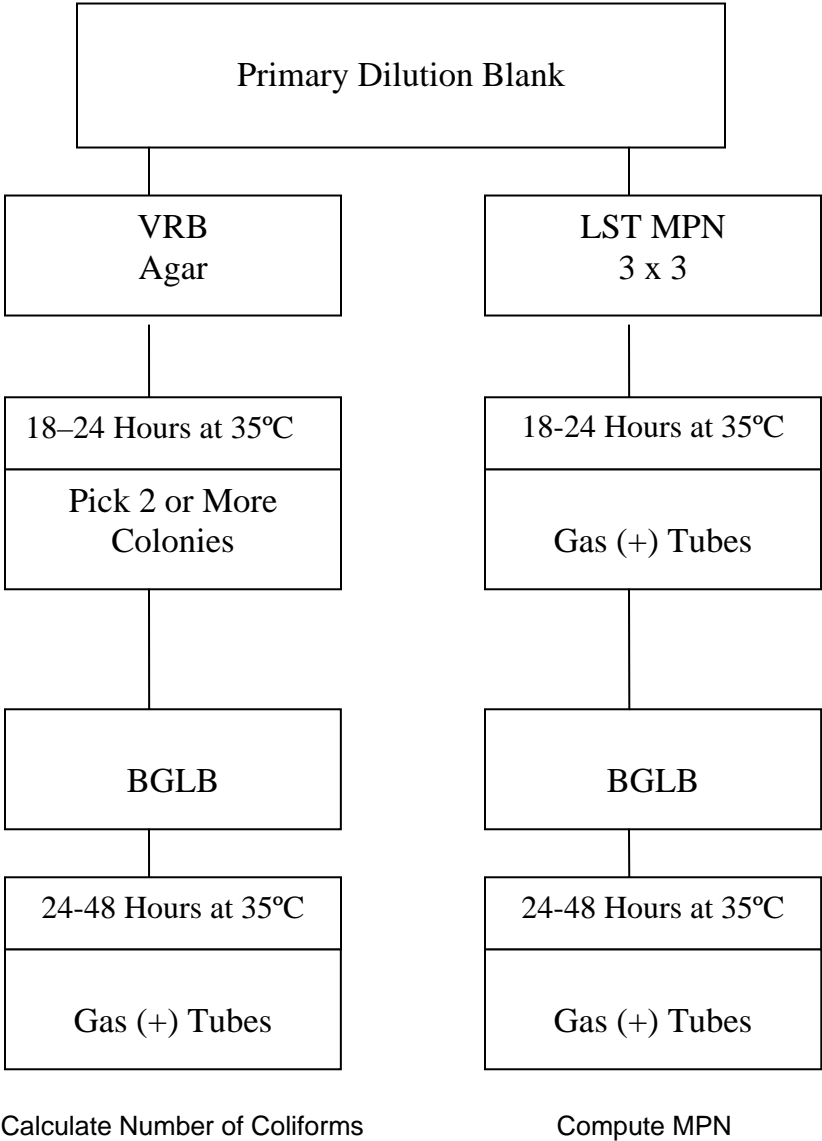 Primary Dilution Blank
VRB
Agar
LST MPN
3 x 3
18–24 Hours at 35ºC
18-24 Hours at 35ºC
Pick 2 or More
Colonies
Gas (+) Tubes
BGLB
BGLB
24-48 Hours at 35ºC
24-48 Hours at 35ºC
Gas (+) Tubes
Gas (+) Tubes
Calculate Number of Coliforms
Compute MPN